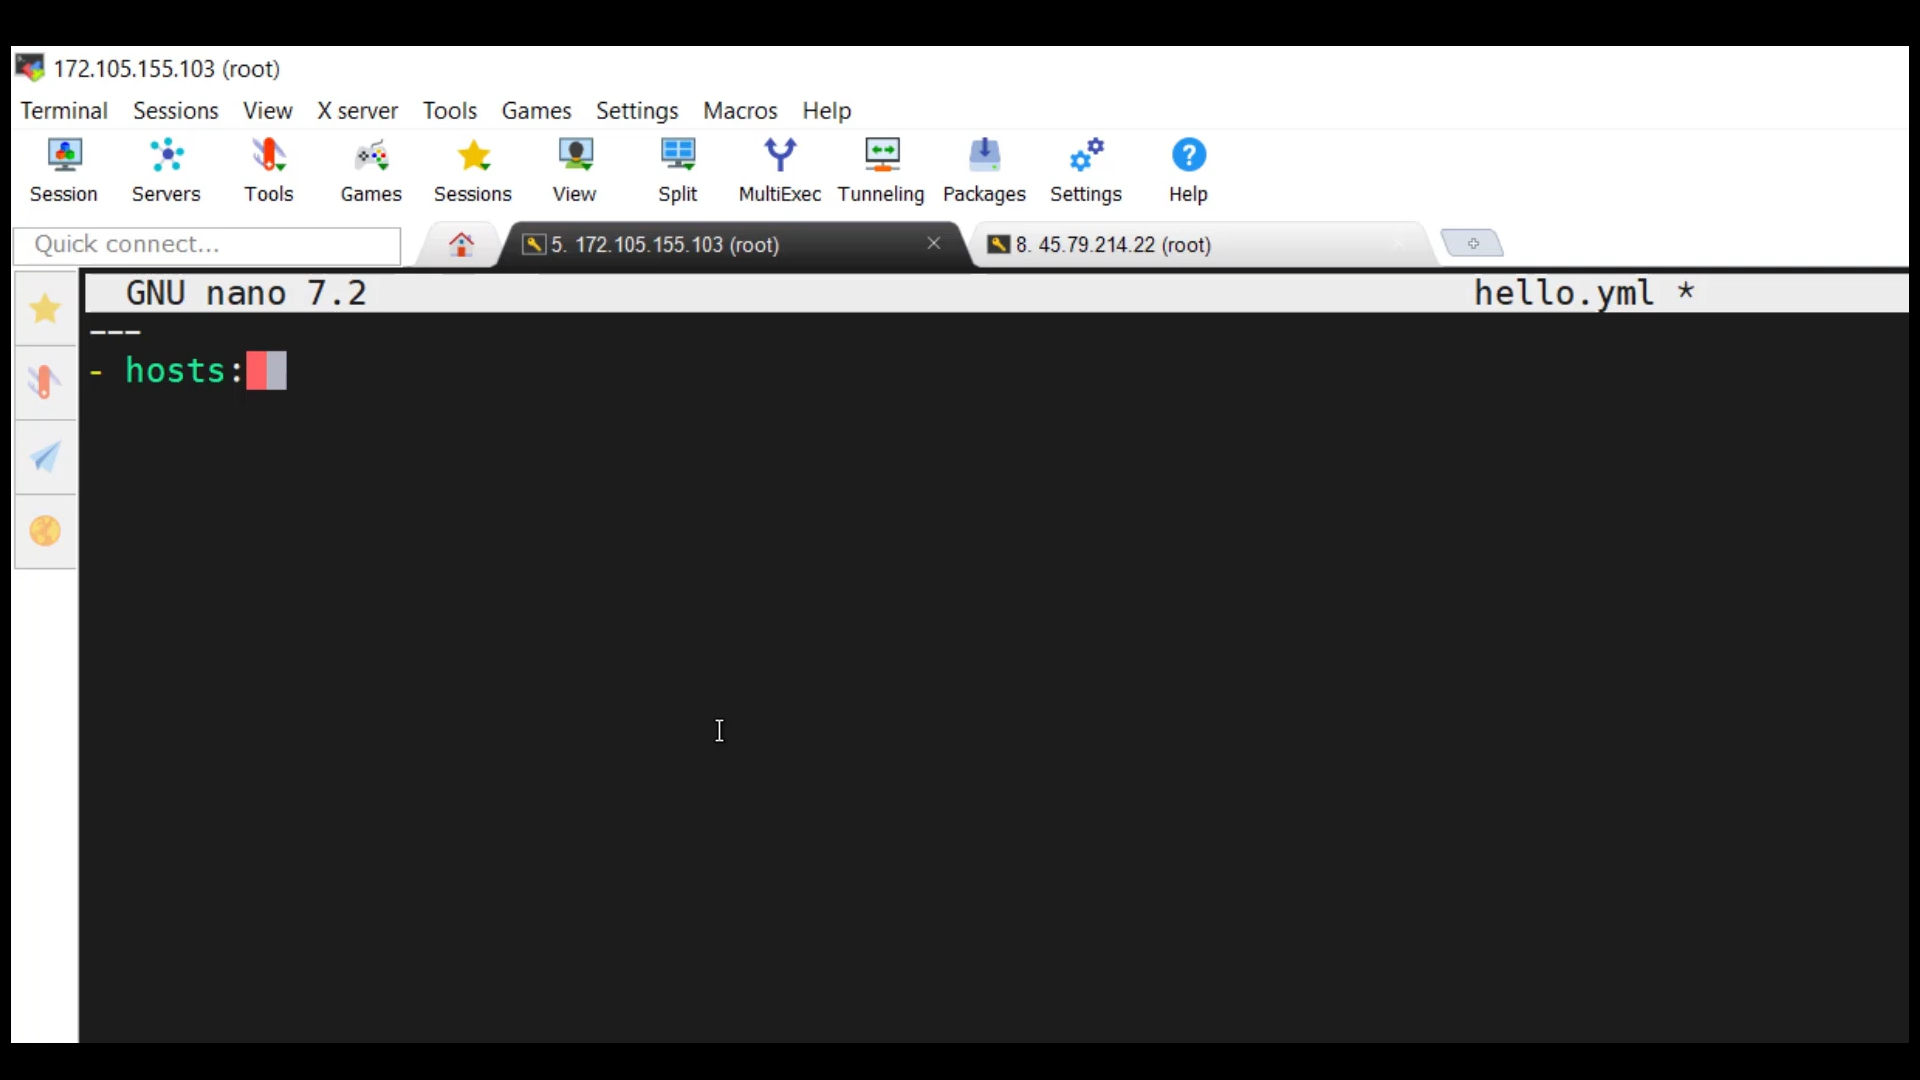 172.105.155.103 (root)
Terminal Sessions View X server Tools Games Settings Macros Help
Session Servers Tools Games Sessions View Split MultiExec Tunneling Packages Settings Help
Quick connect... 5. 172.105.155.103 (root) 8. 45.79.214.22 (root)
GNU nano 7.2 hello.yml *
---
- hosts: